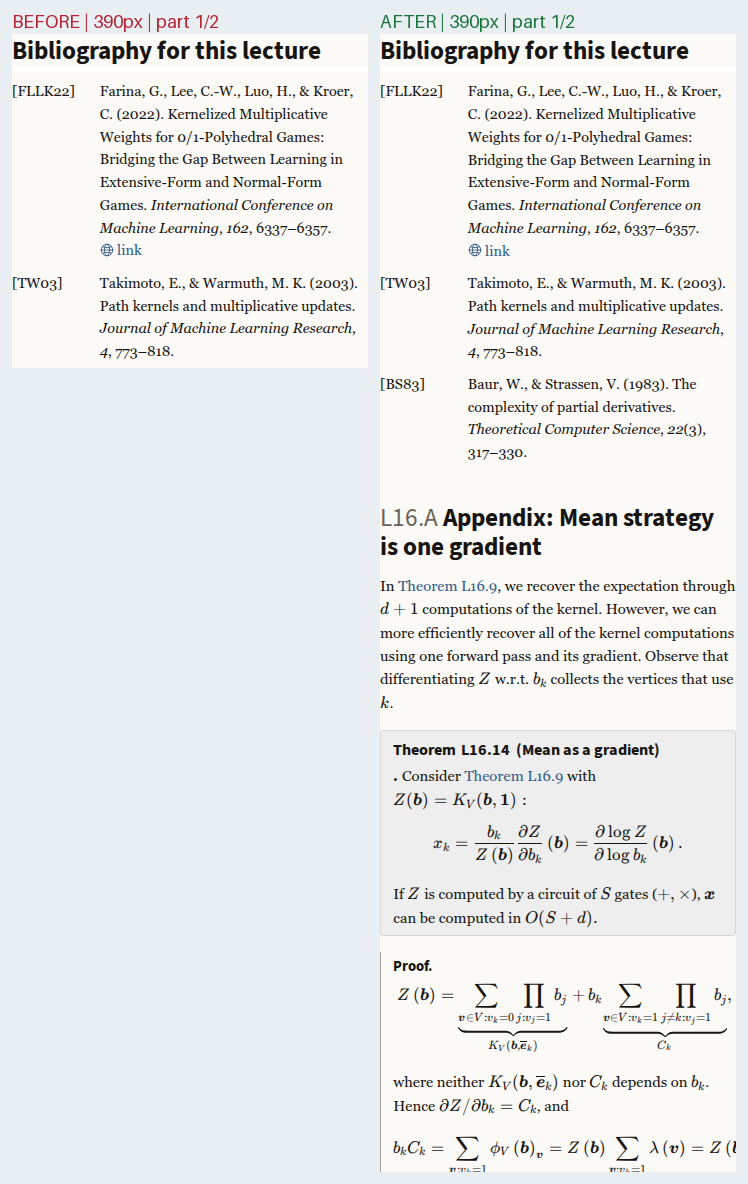 BEFORE | 390px | part 1/2
Bibliography for this lecture
[FLLK22] Farina, G., Lee, C.-W., Luo, H., & Kroer,
C. (2022). Kernelized Multiplicative
Weights for 0/1-Polyhedral Games:
Bridging the Gap Between Learning in
Extensive-Form and Normal-Form
Games. International Conference on
Machine Learning, 162, 6337–6357.
link
[TW03] Takimoto, E., & Warmuth, M. K. (2003).
Path kernels and multiplicative updates.
Journal of Machine Learning Research,
4, 773–818.
AFTER | 390px | part 1/2
Bibliography for this lecture
[FLLK22] Farina, G., Lee, C.-W., Luo, H., & Kroer,
C. (2022). Kernelized Multiplicative
Weights for 0/1-Polyhedral Games:
Bridging the Gap Between Learning in
Extensive-Form and Normal-Form
Games. International Conference on
Machine Learning, 162, 6337–6357.
link
[TW03] Takimoto, E., & Warmuth, M. K. (2003).
Path kernels and multiplicative updates.
Journal of Machine Learning Research,
4, 773–818.
[BS83] Baur, W., & Strassen, V. (1983). The
complexity of partial derivatives.
Theoretical Computer Science, 22(3),
317–330.
L16.A Appendix: Mean strategy
is one gradient
In Theorem L16.9, we recover the expectation through
d + 1 computations of the kernel. However, we can
more efficiently recover all of the kernel computations
using one forward pass and its gradient. Observe that
differentiating Z w.r.t. b_k collects the vertices that use
k.
Theorem L16.14 (Mean as a gradient)
. Consider Theorem L16.9 with
Z(b) = K_V(b, 1) :
x_k = b_k / Z (b) ∂Z / ∂b_k (b) = ∂ log Z / ∂ log b_k (b) .
If Z is computed by a circuit of S gates (+, ×), x
can be computed in O(S + d).
Proof.
Z (b) = ∑_{v∈V:v_k=0} ∏_{j:v_j=1} b_j + b_k ∑_{v∈V:v_k=1} ∏_{j≠k:v_j=1} b_j,
K_V(b,e̅_k) C_k
where neither K_V(b, e̅_k) nor C_k depends on b_k.
Hence ∂Z/∂b_k = C_k, and
b_k C_k = ∑_{v:v_k=1} ϕ_V (b)_v = Z (b) ∑_{v:v_k=1} λ (v) = Z (b